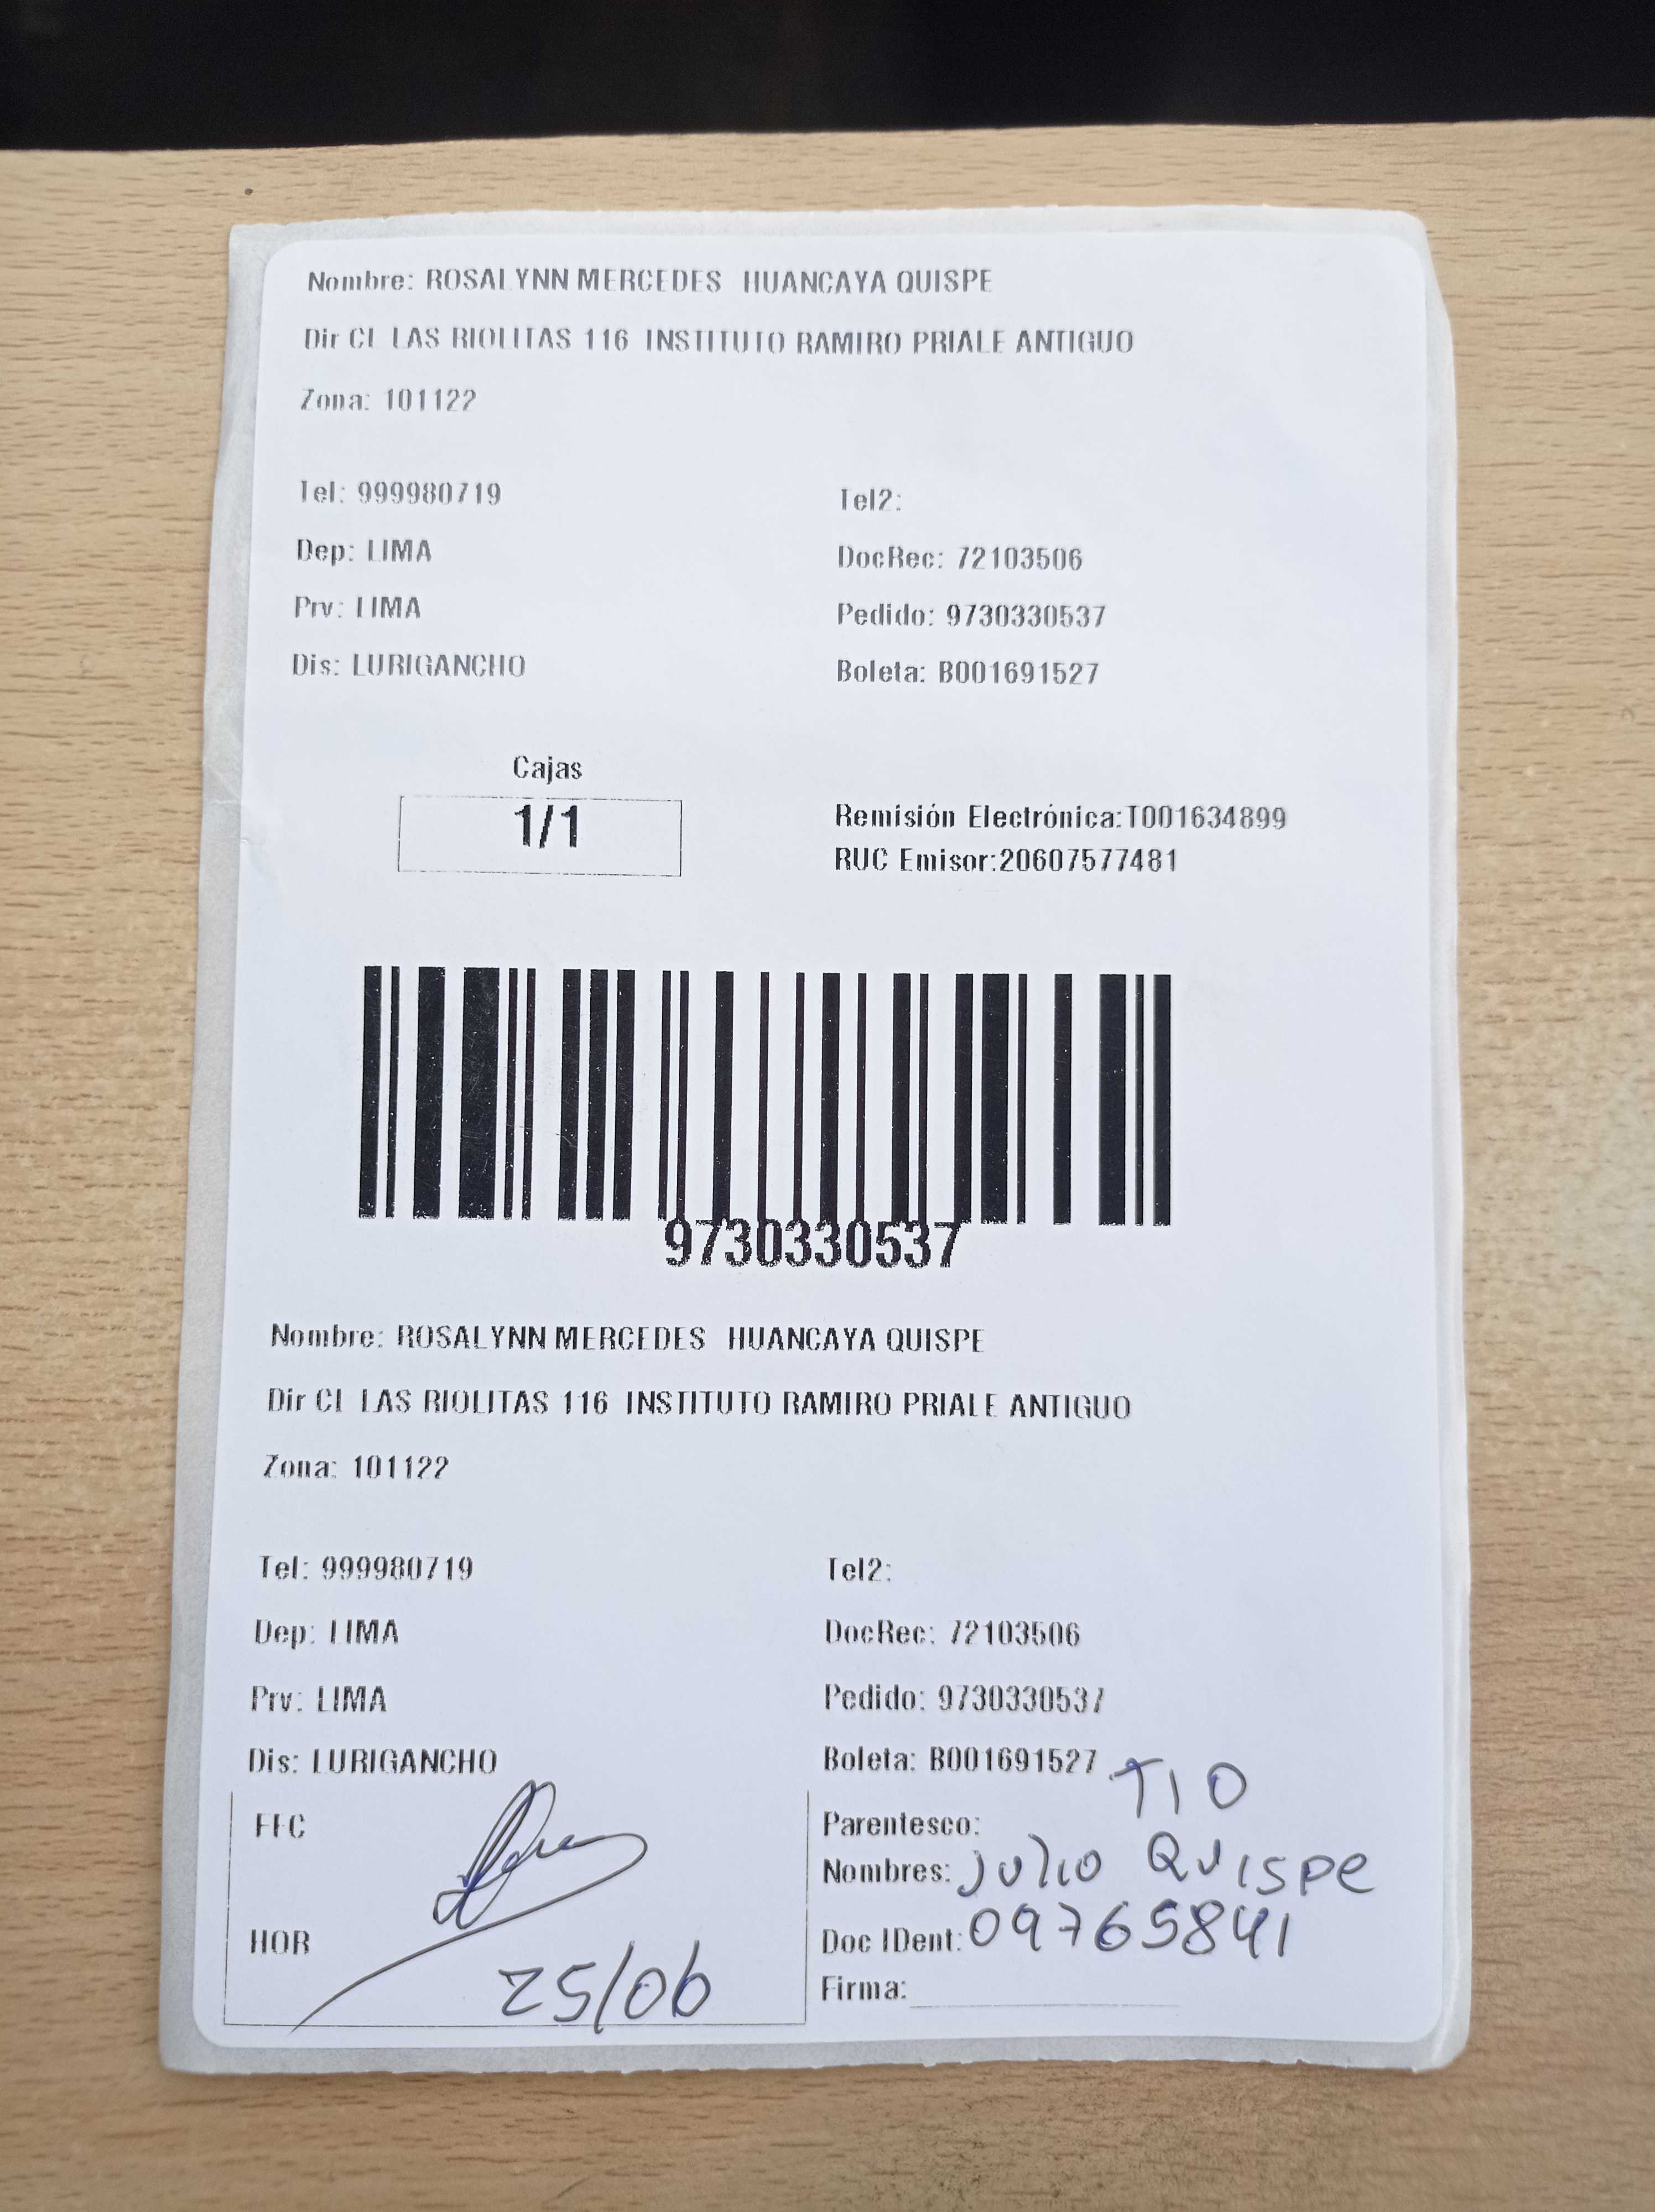 Nombre: ROSALYNN MERCEDES HUANCAYA QUISPE
Dir CL LAS RIOLITAS 116 INSTITUTO RAMIRO PRIALE ANTIGUO
Zona: 101122
Tel: 999980719 Tel2:
Dep: LIMA DocRec: 72103506
Prv: LIMA Pedido: 9730330537
Dis: LURIGANCHO Boleta: B001691527
Cajas
1/1
Remisión Electrónica:T001634899
RUC Emisor:20607577481
9730330537
Nombre: ROSALYNN MERCEDES HUANCAYA QUISPE
Dir CL LAS RIOLITAS 116 INSTITUTO RAMIRO PRIALE ANTIGUO
Zona: 101122
Tel: 999980719 Tel2:
Dep: LIMA DocRec: 72103506
Prv: LIMA Pedido: 9730330537
Dis: LURIGANCHO Boleta: B001691527
FEC
HOR
25/06
Parentesco: TIO
Nombres: Julio Quispe
Doc IDent: 09765841
Firma: